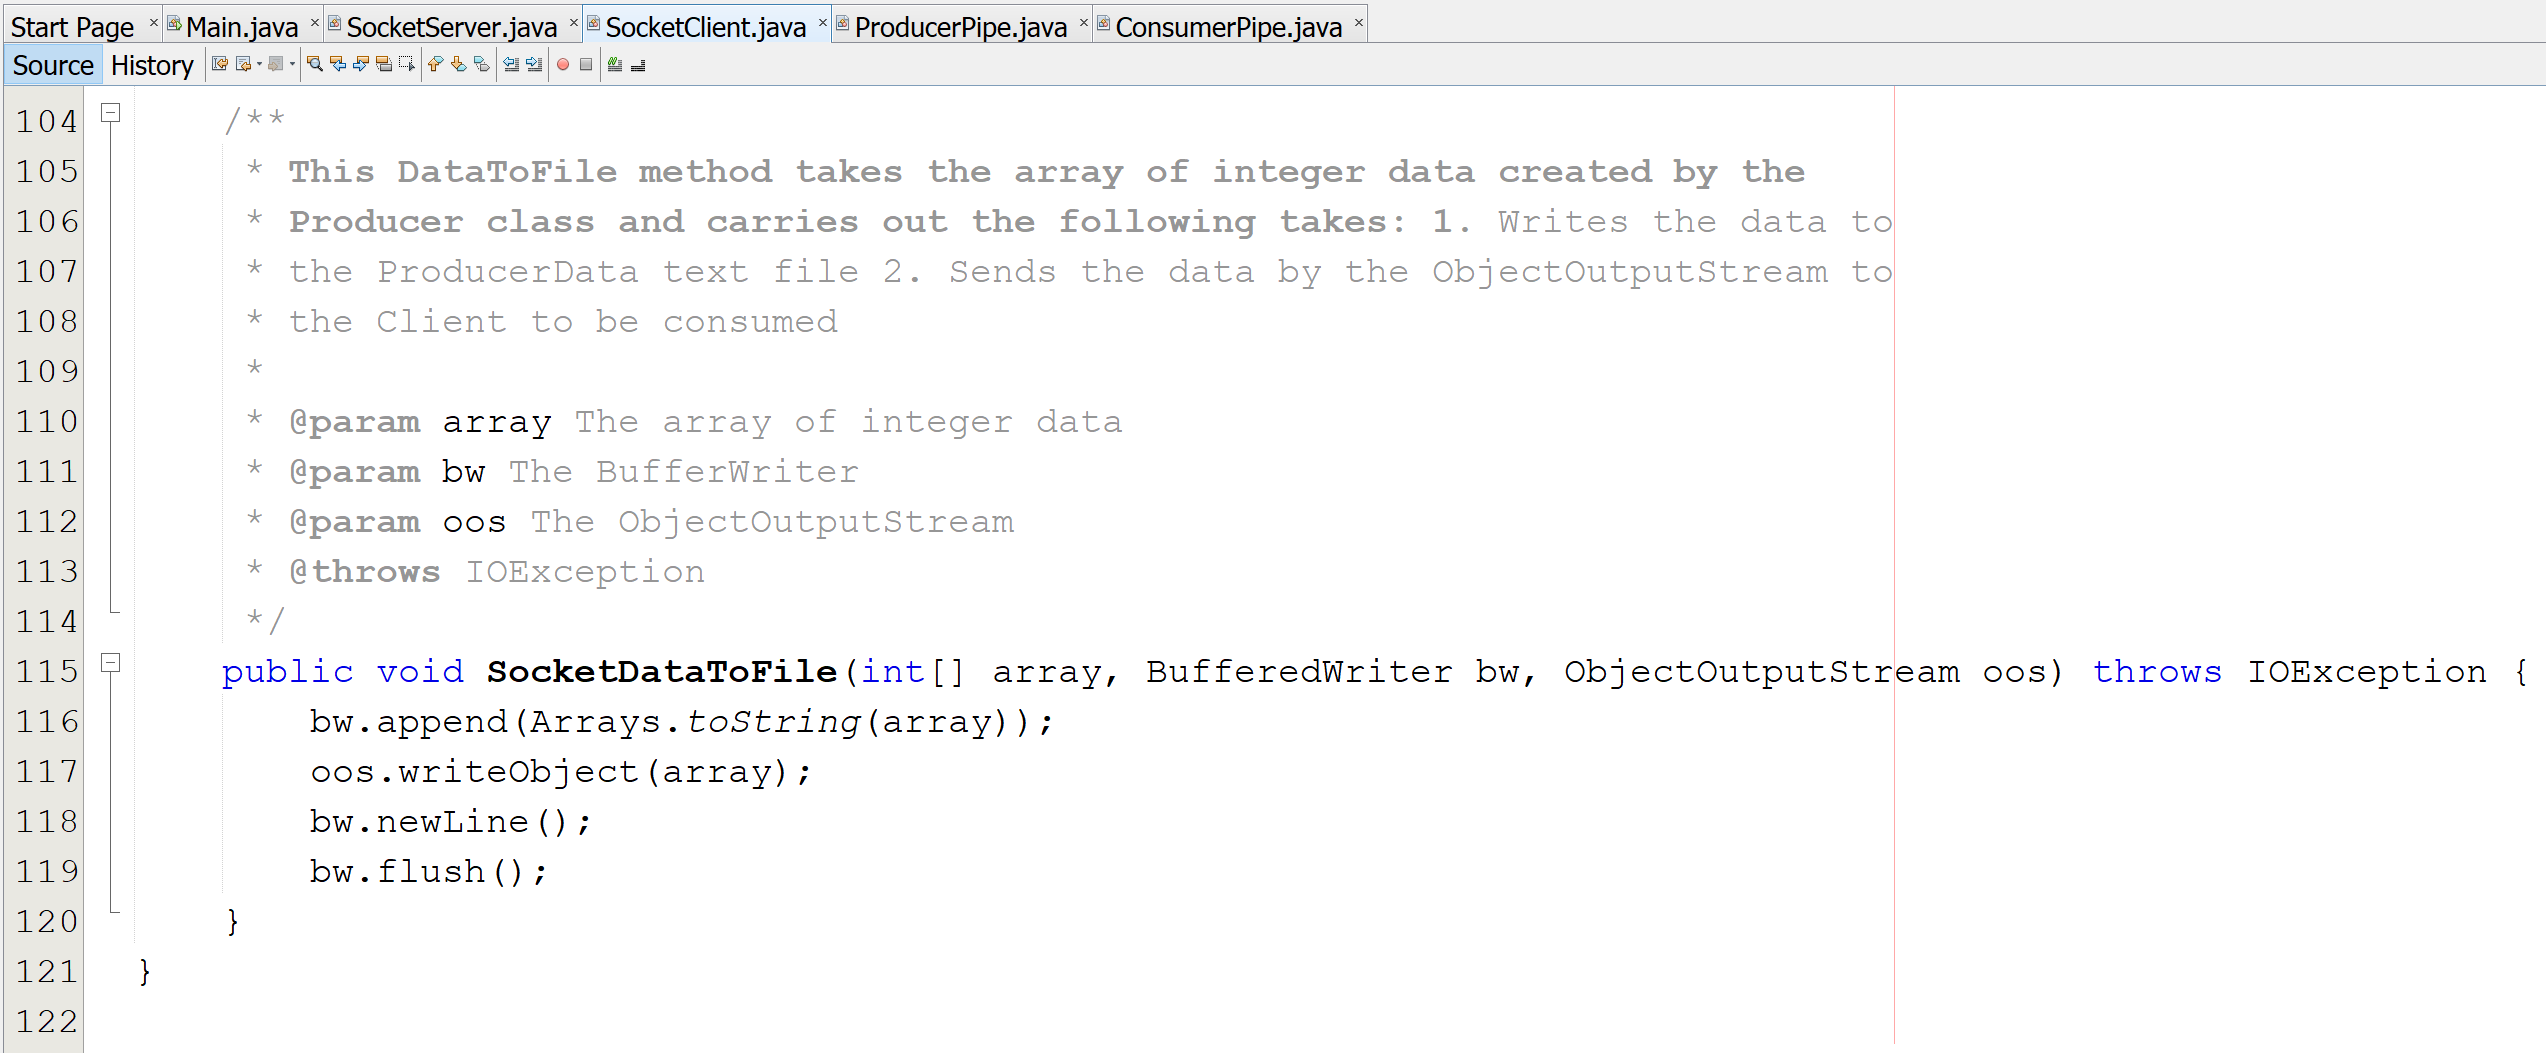 Start Page × Main.java × SocketServer.java × SocketClient.java × ProducerPipe.java × ConsumerPipe.java ×
Source History
104 /**
105 * This DataToFile method takes the array of integer data created by the
106 * Producer class and carries out the following takes: 1. Writes the data to
107 * the ProducerData text file 2. Sends the data by the ObjectOutputStream to
108 * the Client to be consumed
109 *
110 * @param array The array of integer data
111 * @param bw The BufferWriter
112 * @param oos The ObjectOutputStream
113 * @throws IOException
114 */
115 public void SocketDataToFile(int[] array, BufferedWriter bw, ObjectOutputStream oos) throws IOException {
116 bw.append(Arrays.toString(array));
117 oos.writeObject(array);
118 bw.newLine();
119 bw.flush();
120 }
121 }
122